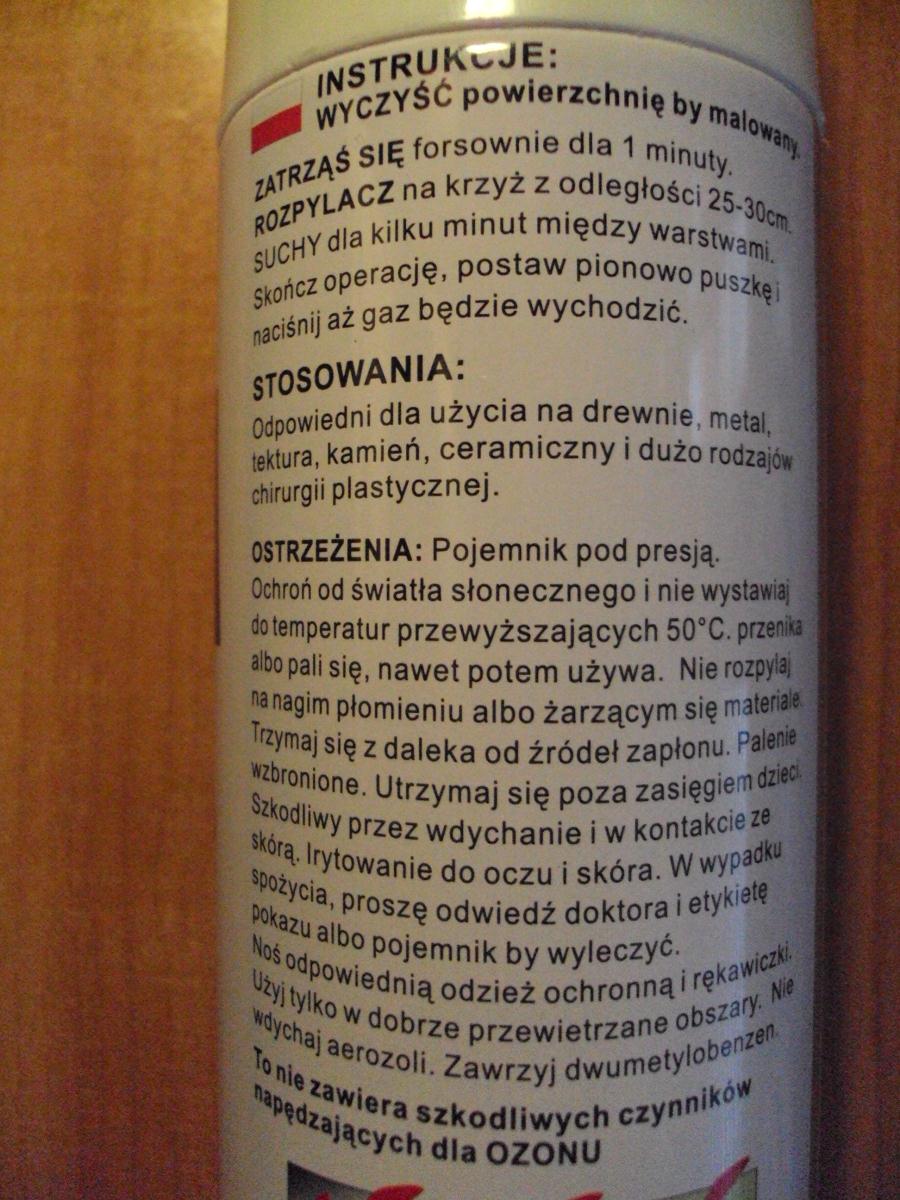 INSTRUKCJE:
WYCZYŚĆ powierzchnię by malowany.
ZATRZĄŚ SIĘ forsownie dla 1 minuty.
ROZPYLACZ na krzyż z odległości 25-30cm.
SUCHY dla kilku minut między warstwami.
Skończ operację, postaw pionowo puszkę i
naciśnij aż gaz będzie wychodzić.
STOSOWANIA:
Odpowiedni dla użycia na drewnie, metal,
tektura, kamień, ceramiczny i dużo rodzajów
chirurgii plastycznej.
OSTRZEŻENIA: Pojemnik pod presją.
Ochroń od światła słonecznego i nie wystawiaj
do temperatur przewyższających 50°C. przenika
albo pali się, nawet potem używa. Nie rozpylaj
na nagim płomieniu albo żarzącym się materiale.
Trzymaj się z daleka od źródeł zapłonu. Palenie
wzbronione. Utrzymaj się poza zasięgiem dzieci.
Szkodliwy przez wdychanie i w kontakcie ze
skórą. Irytowanie do oczu i skóra. W wypadku
spożycia, proszę odwiedź doktora i etykietę
pokazu albo pojemnik by wyleczyć.
Noś odpowiednią odzież ochronną i rękawiczki.
Użyj tylko w dobrze przewietrzane obszary. Nie
wdychaj aerozoli. Zawrzyj dwumetylobenzen.
To nie zawiera szkodliwych czynników
napędzających dla OZONU